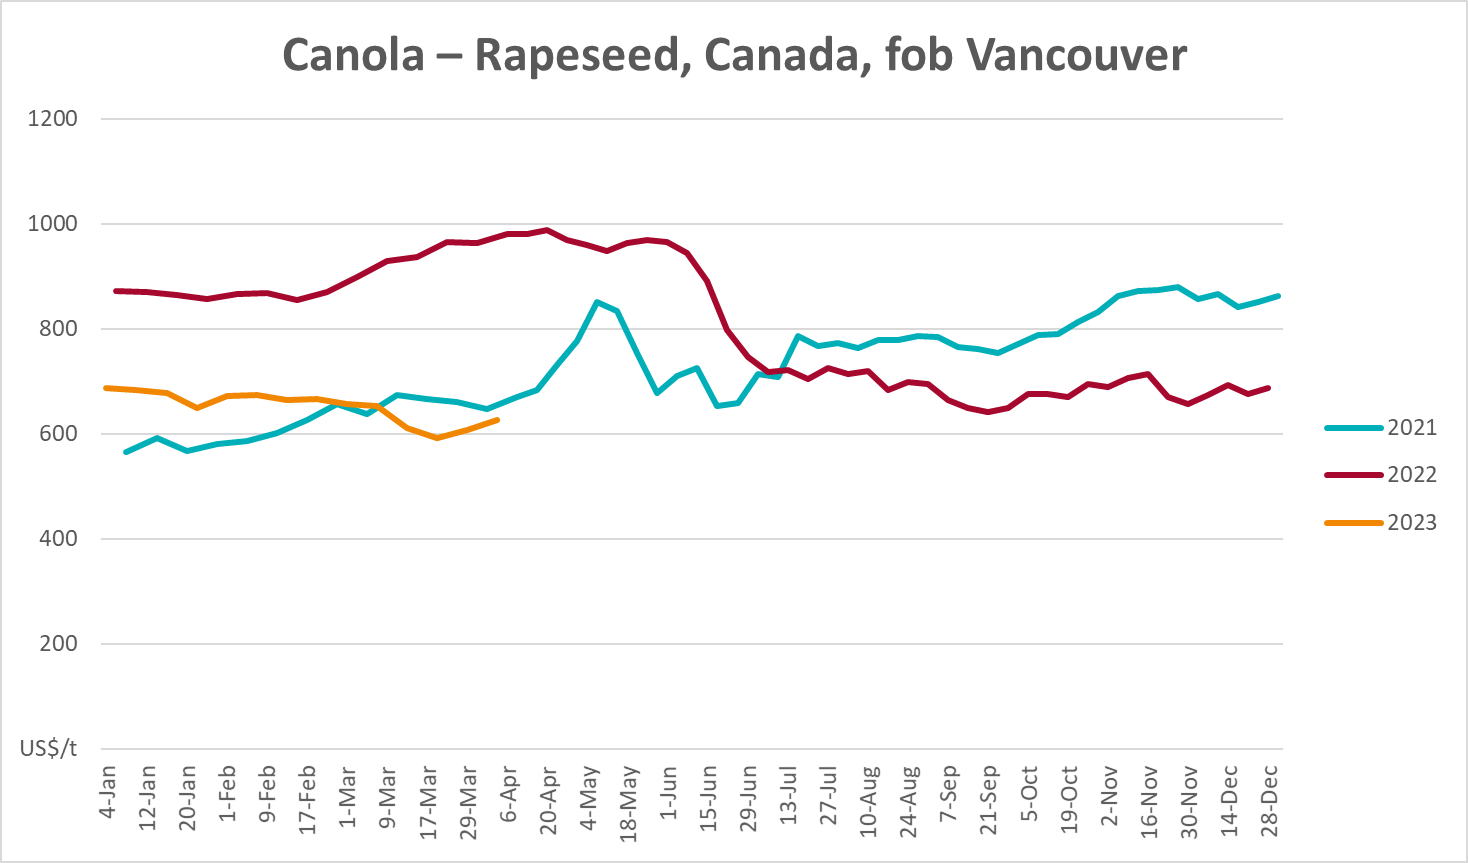 Canola – Rapeseed, Canada, fob Vancouver
1200
1000
800
600
400
200
US$/t
4-Jan
12-Jan
20-Jan
1-Feb
9-Feb
17-Feb
1-Mar
9-Mar
17-Mar
29-Mar
6-Apr
20-Apr
4-May
18-May
1-Jun
15-Jun
29-Jun
13-Jul
27-Jul
10-Aug
24-Aug
7-Sep
21-Sep
5-Oct
19-Oct
2-Nov
16-Nov
30-Nov
14-Dec
28-Dec
2021
2022
2023